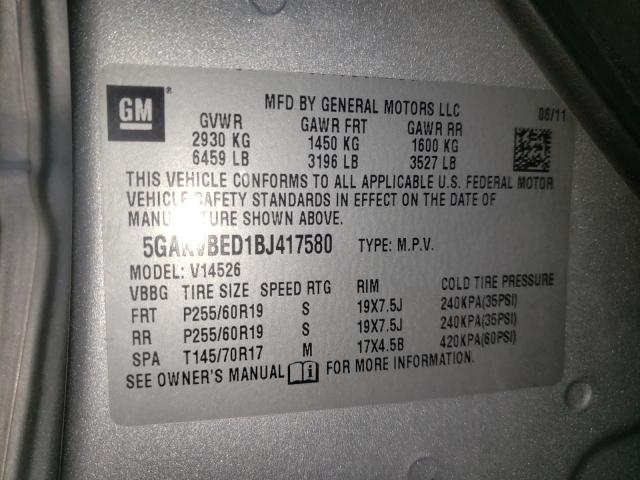 GM
MFD BY GENERAL MOTORS LLC 06/11
GVWR GAWR FRT GAWR RR
2930 KG 1450 KG 1600 KG
6459 LB 3196 LB 3527 LB
THIS VEHICLE CONFORMS TO ALL APPLICABLE U.S. FEDERAL MOTOR
VEHICLE SAFETY STANDARDS IN EFFECT ON THE DATE OF
MANUFACTURE SHOWN ABOVE.
5GAKVBED1BJ417580 TYPE: M.P.V.
MODEL: V14526
VBBG TIRE SIZE SPEED RTG RIM COLD TIRE PRESSURE
FRT P255/60R19 S 19X7.5J 240KPA(35PSI)
RR P255/60R19 S 19X7.5J 240KPA(35PSI)
SPA T145/70R17 M 17X4.5B 420KPA(60PSI)
SEE OWNER'S MANUAL i FOR MORE INFORMATION.